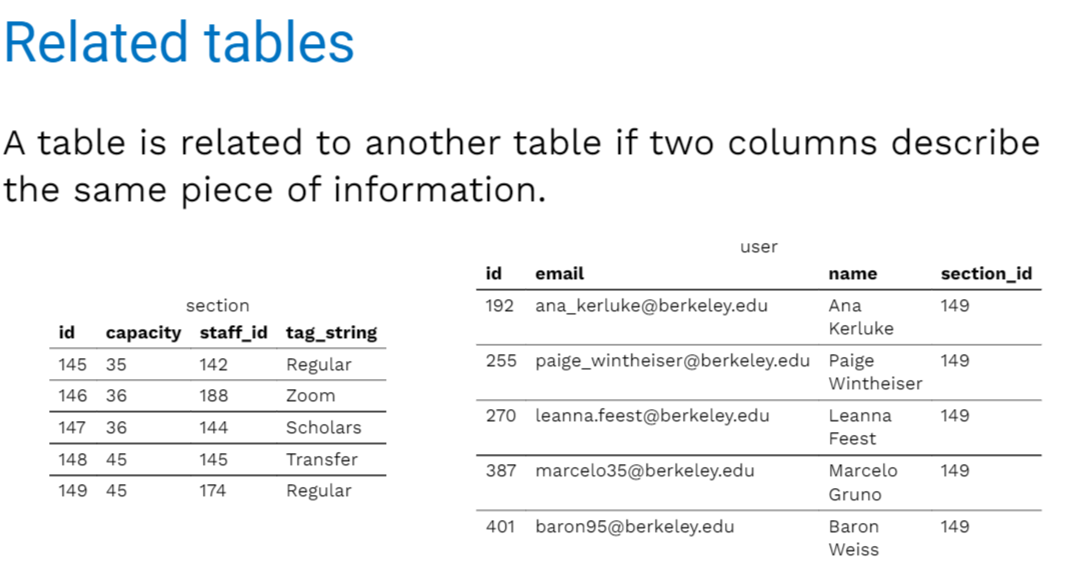 Related tables
A table is related to another table if two columns describe
the same piece of information.
section
id capacity staff_id tag_string
145 35 142 Regular
146 36 188 Zoom
147 36 144 Scholars
148 45 145 Transfer
149 45 174 Regular
user
id email name section_id
192 ana_kerluke@berkeley.edu Ana 149
Kerluke
255 paige_wintheiser@berkeley.edu Paige 149
Wintheiser
270 leanna.feest@berkeley.edu Leanna 149
Feest
387 marcelo35@berkeley.edu Marcelo 149
Gruno
401 baron95@berkeley.edu Baron 149
Weiss